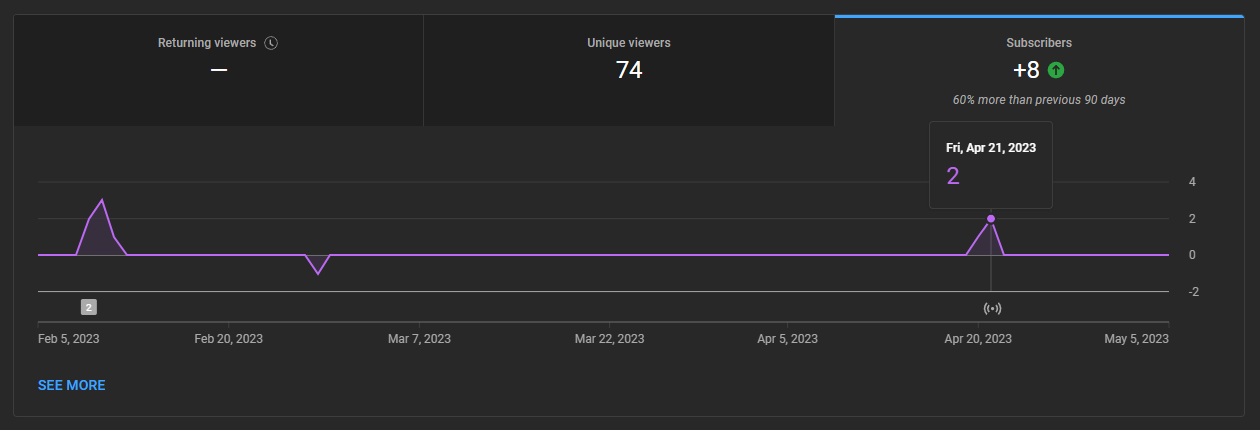 Returning viewers
—
Unique viewers
74
Subscribers
+8
60% more than previous 90 days
Fri, Apr 21, 2023
2
4
2
0
-2
2
Feb 5, 2023
Feb 20, 2023
Mar 7, 2023
Mar 22, 2023
Apr 5, 2023
Apr 20, 2023
May 5, 2023
SEE MORE